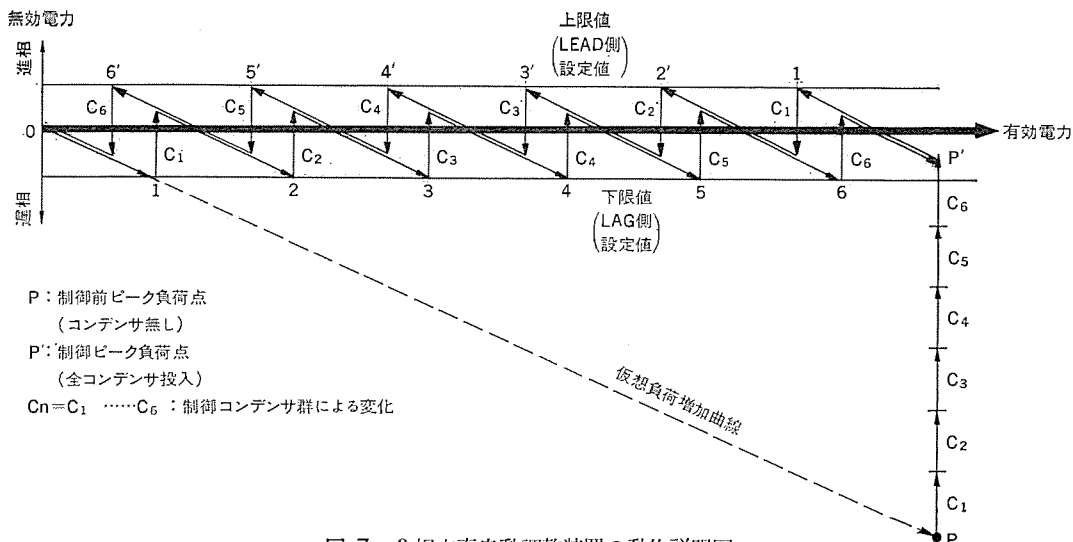 無効電力
進相
0
遅相
上限値
(LEAD側
設定値)
6' 5' 4' 3' 2' 1
C6 C5 C4 C3 C2 C1
有効電力
C1 C2 C3 C4 C5 C6
P'
1 2 3 4 5 6
下限値
(LAG側
設定値)
C6
C5
C4
C3
C2
C1
P
仮想負荷増加曲線
P:制御前ピーク負荷点
(コンデンサ無し)
P':制御ピーク負荷点
(全コンデンサ投入)
Cn=C1 ……C6:制御コンデンサ群による変化